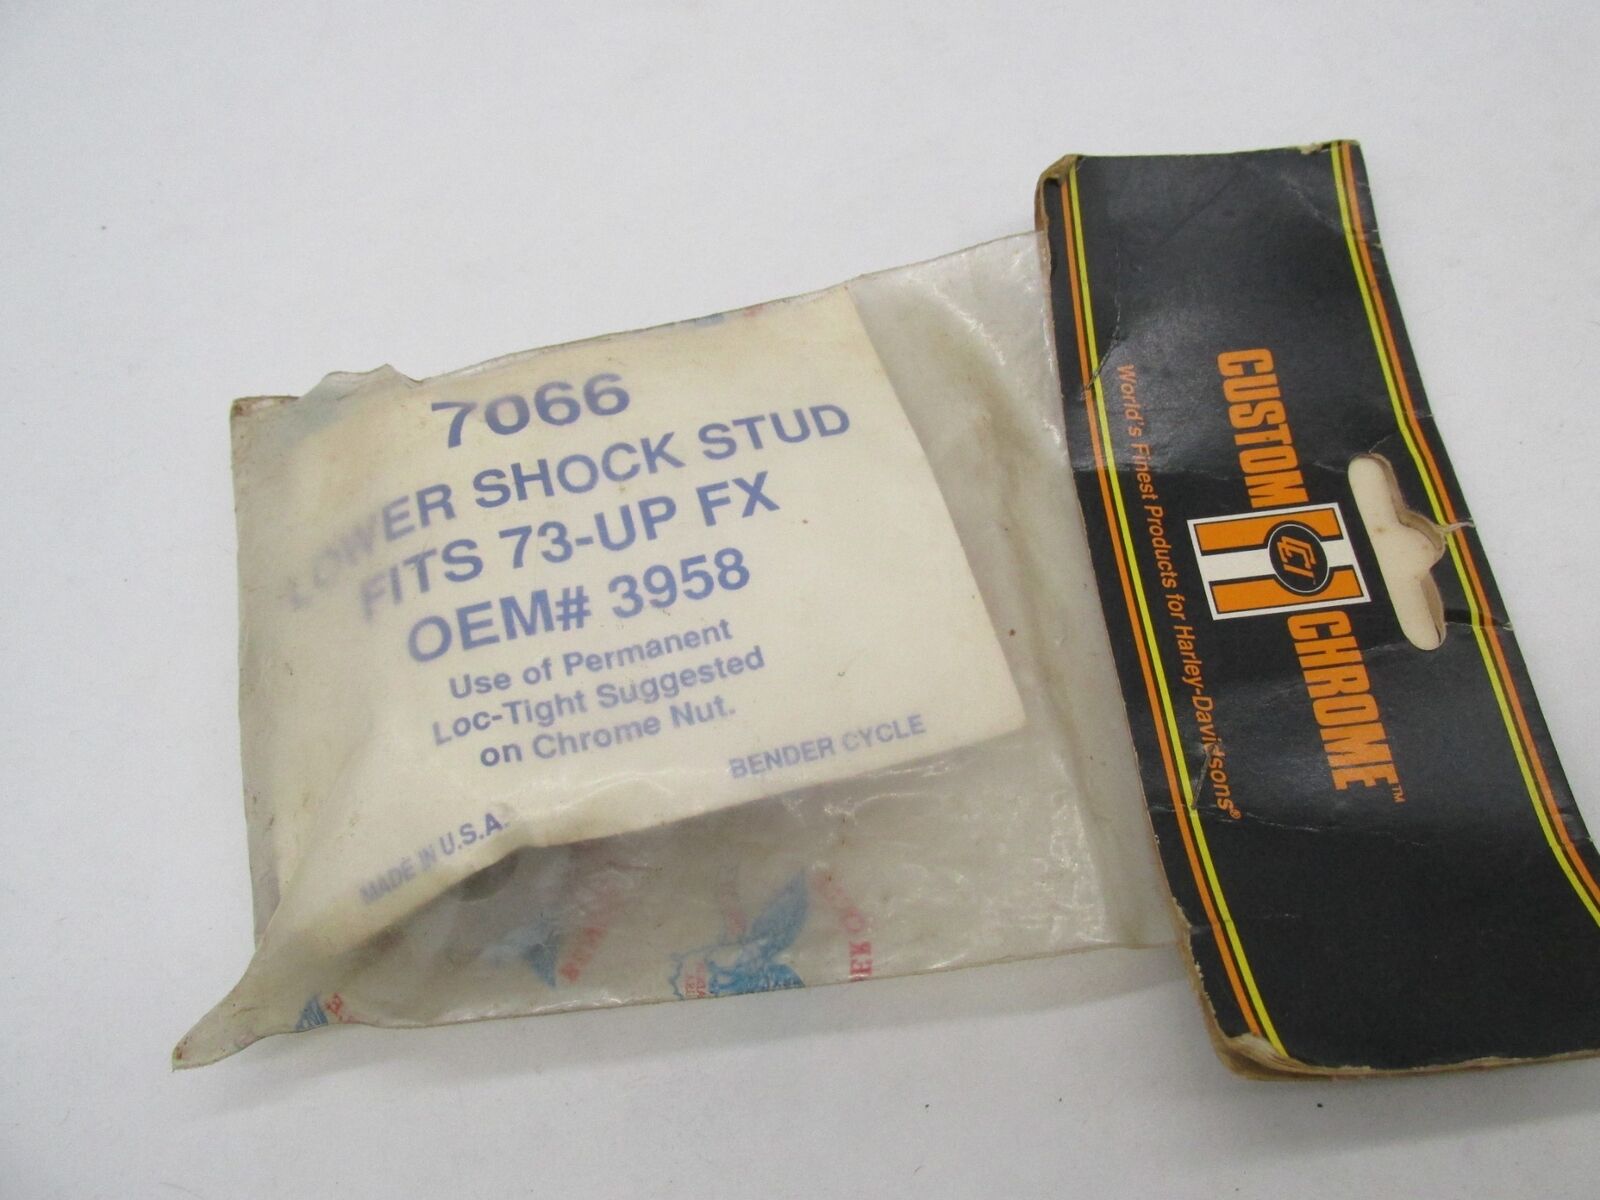 7066
LOWER SHOCK STUD
FITS 73-UP FX
OEM# 3958
Use of Permanent
Loc-Tight Suggested
on Chrome Nut.
BENDER CYCLE
MADE IN U.S.A.
CUSTOM CHROME™
CCI
World's Finest Products for Harley-Davidsons®